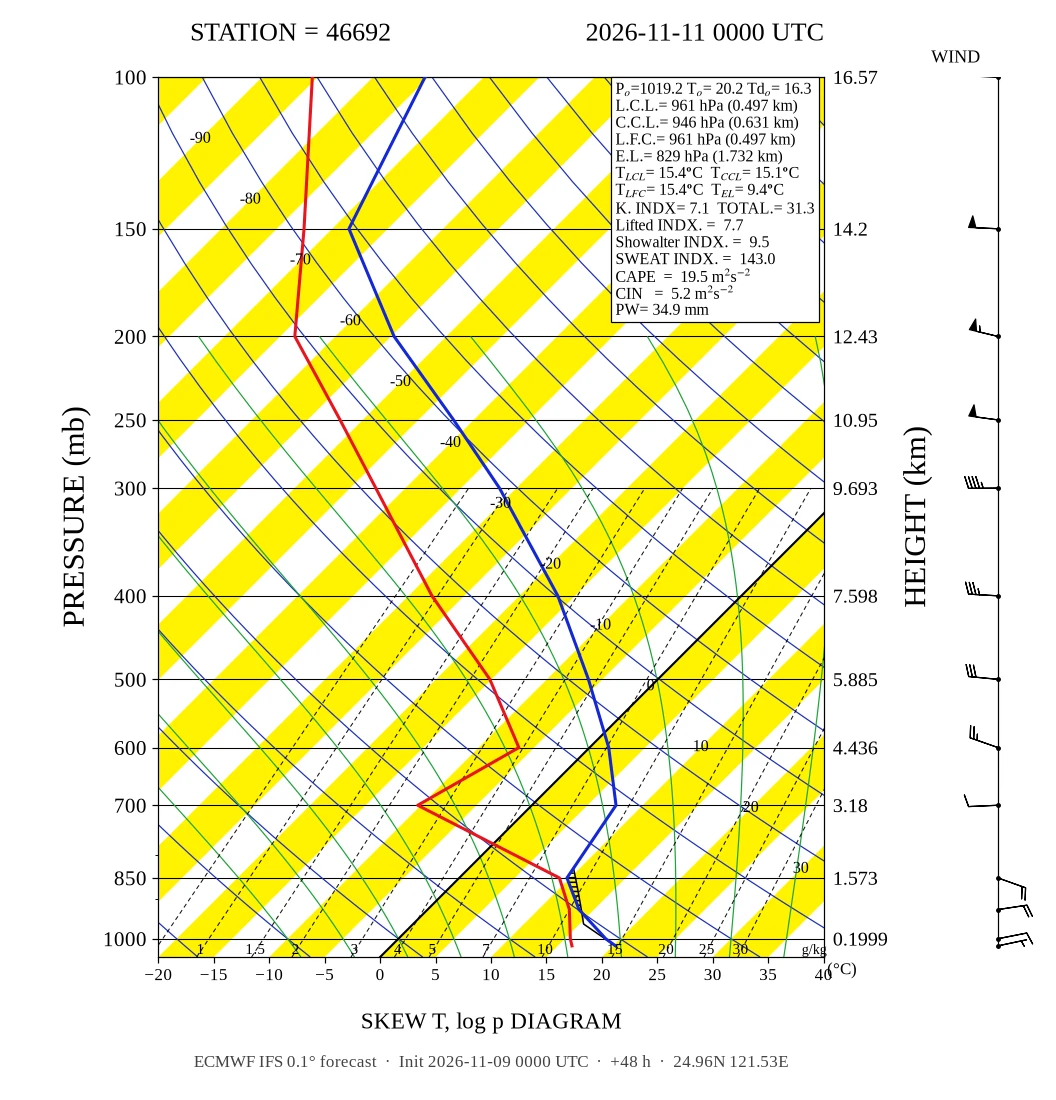 STATION = 46692
2026-11-11 0000 UTC
WIND
Pₒ=1019.2 Tₒ= 20.2 Tdₒ= 16.3
L.C.L.= 961 hPa (0.497 km)
C.C.L.= 946 hPa (0.631 km)
L.F.C.= 961 hPa (0.497 km)
E.L.= 829 hPa (1.732 km)
T_LCL= 15.4°C T_CCL= 15.1°C
T_LFC= 15.4°C T_EL= 9.4°C
K. INDX= 7.1 TOTAL.= 31.3
Lifted INDX. = 7.7
Showalter INDX. = 9.5
SWEAT INDX. = 143.0
CAPE = 19.5 m²s⁻²
CIN = 5.2 m²s⁻²
PW= 34.9 mm
PRESSURE (mb)
100
150
200
250
300
400
500
600
700
850
1000
-90
-80
-70
-60
-50
-40
-30
-20
-10
0
10
20
30
16.57
14.2
12.43
10.95
9.693
7.598
5.885
4.436
3.18
1.573
0.1999
HEIGHT (km)
1 1.5 2 3 4 5 7 10 15 20 25 30 g/kg
−20 −15 −10 −5 0 5 10 15 20 25 30 35 40 (°C)
SKEW T, log p DIAGRAM
ECMWF IFS 0.1° forecast · Init 2026-11-09 0000 UTC · +48 h · 24.96N 121.53E